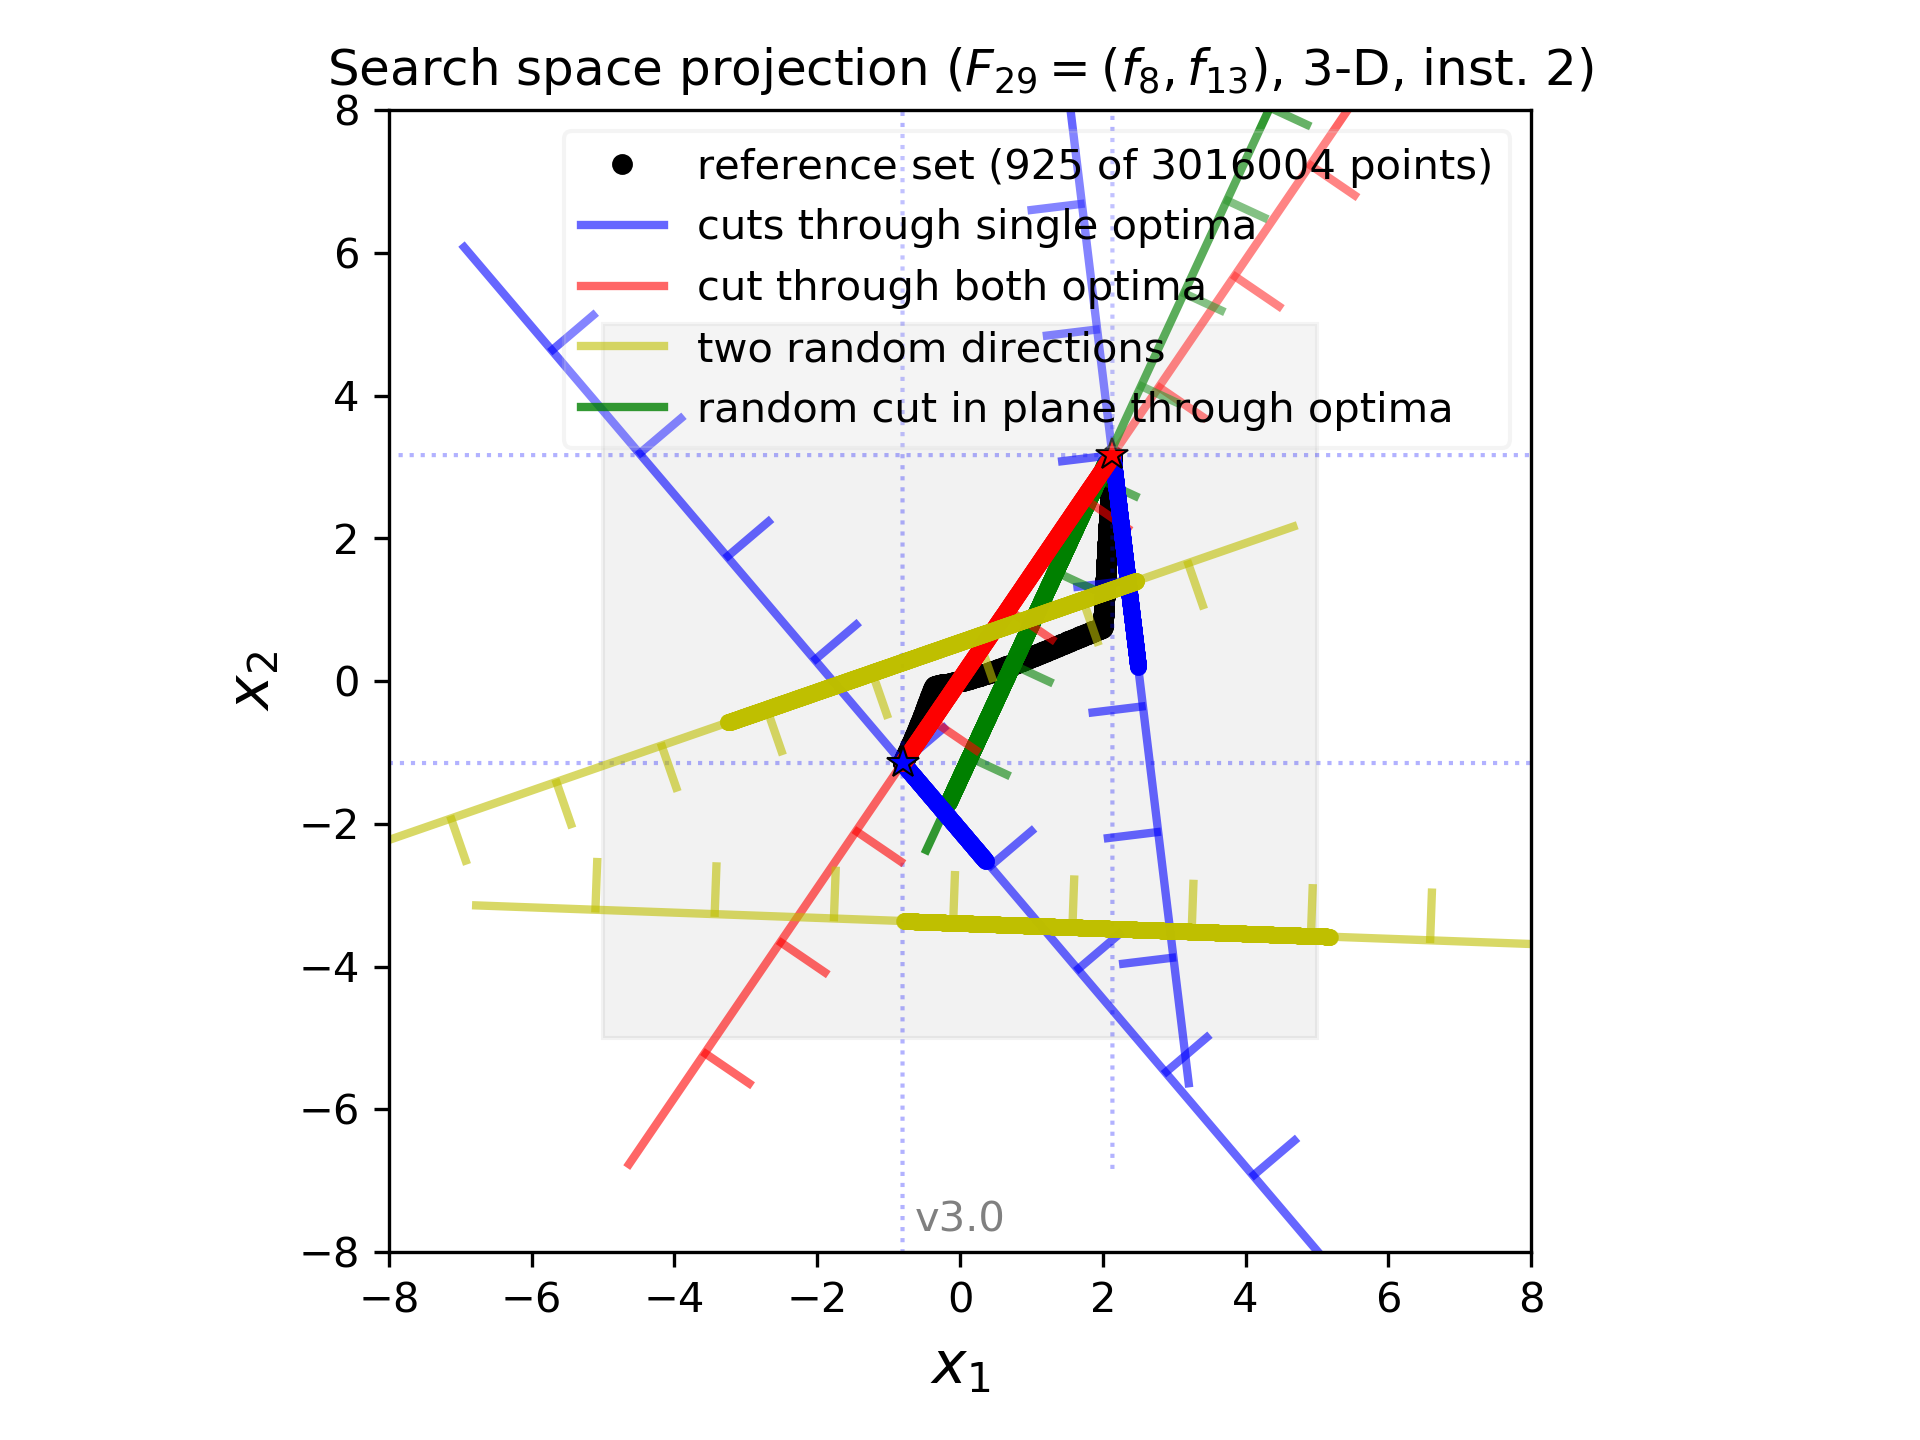 Search space projection (F₂₉ = (f₈, f₁₃), 3-D, inst. 2)
reference set (925 of 3016004 points)
cuts through single optima
cut through both optima
two random directions
random cut in plane through optima
8
6
4
2
0
−2
−4
−6
−8
x₂
v3.0
−8 −6 −4 −2 0 2 4 6 8
x₁